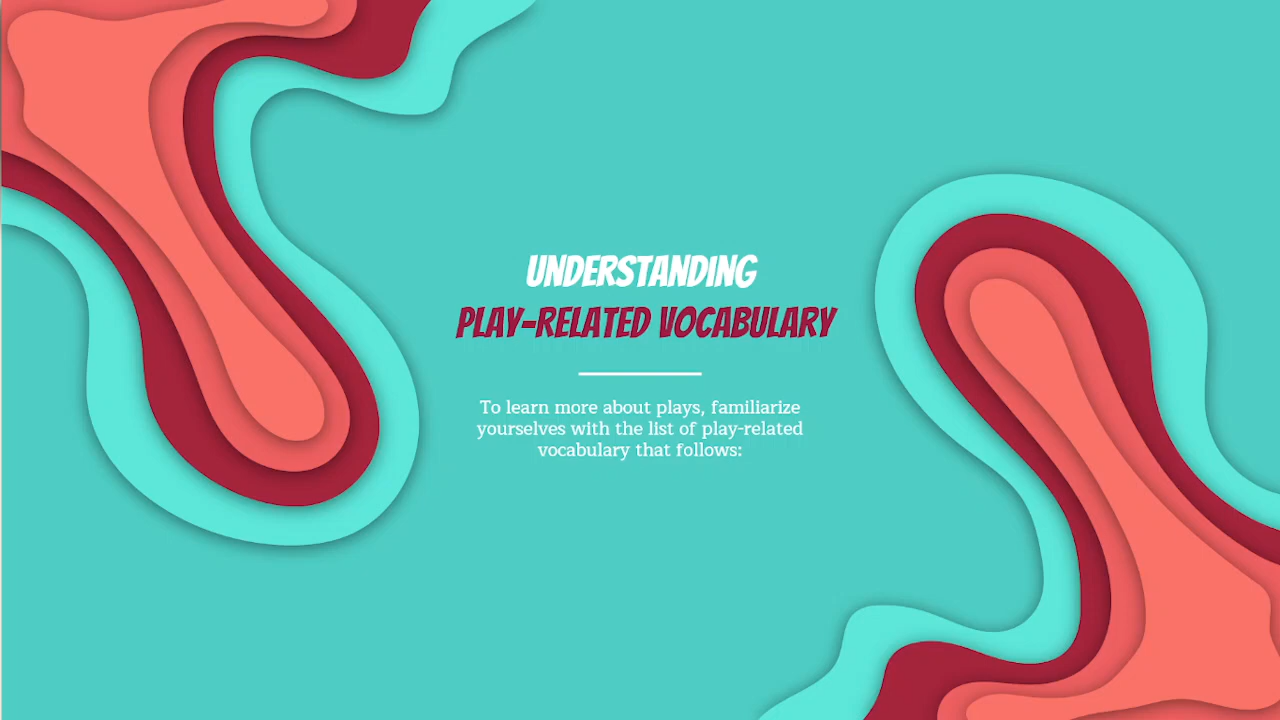 UNDERSTANDING
PLAY-RELATED VOCABULARY
To learn more about plays, familiarize
yourselves with the list of play-related
vocabulary that follows: